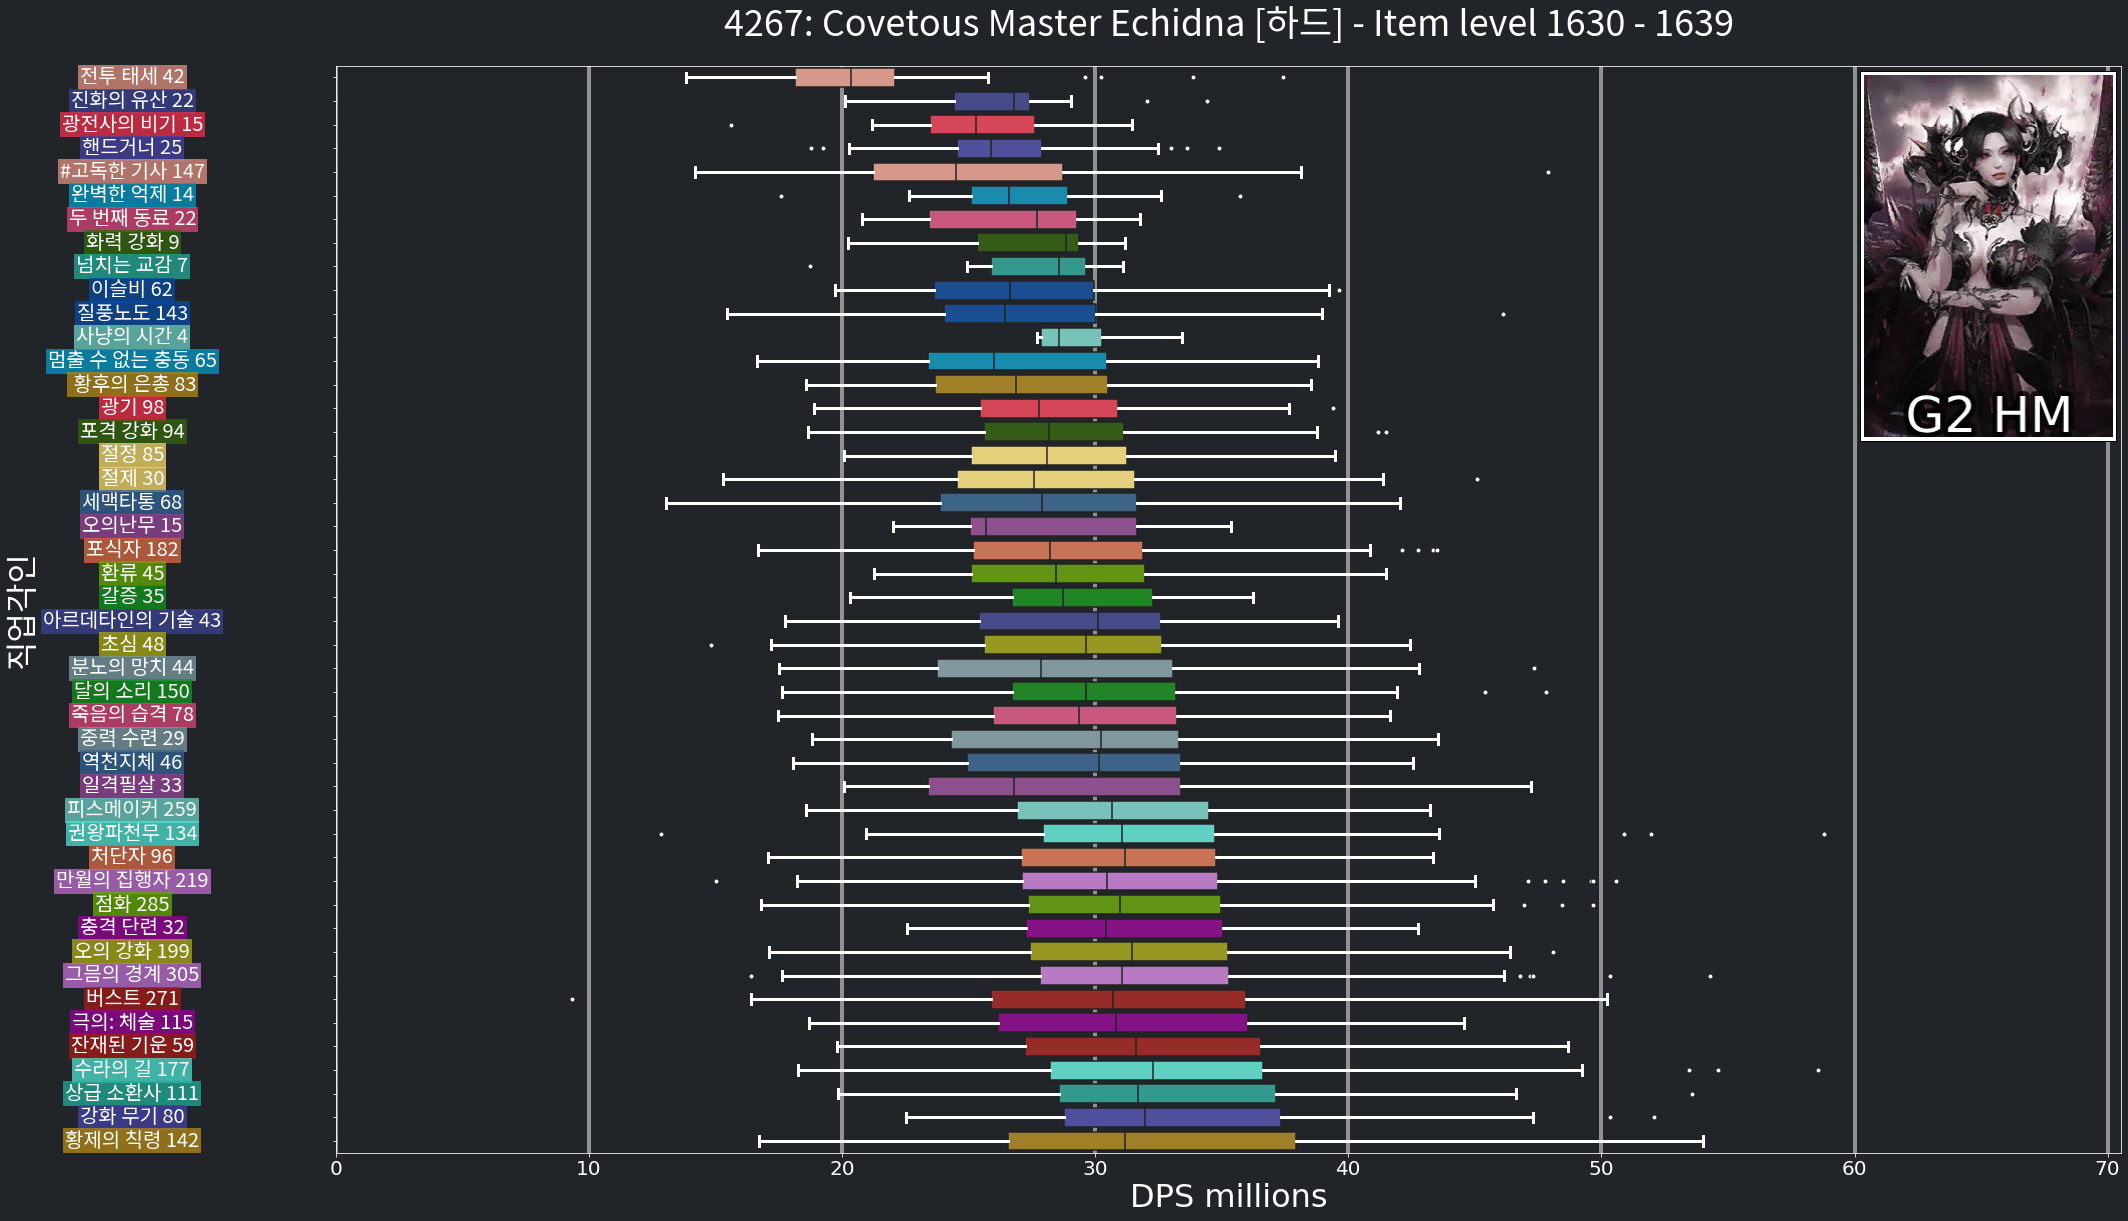 4267: Covetous Master Echidna [하드] - Item level 1630 - 1639
전투 태세 42
진화의 유산 22
광전사의 비기 15
핸드거너 25
#고독한 기사 147
완벽한 억제 14
두 번째 동료 22
화력 강화 9
넘치는 교감 7
이슬비 62
질풍노도 143
사냥의 시간 4
멈출 수 없는 충동 65
황후의 은총 83
광기 98
포격 강화 94
절정 85
절제 30
세맥타통 68
오의난무 15
포식자 182
환류 45
갈증 35
아르데타인의 기술 43
초심 48
분노의 망치 44
달의 소리 150
죽음의 습격 78
중력 수련 29
역천지체 46
일격필살 33
피스메이커 259
권왕파천무 134
처단자 96
만월의 집행자 219
점화 285
충격 단련 32
오의 강화 199
그믐의 경계 305
버스트 271
극의: 체술 115
잔재된 기운 59
수라의 길 177
상급 소환사 111
강화 무기 80
황제의 칙령 142
직업각인
G2 HM
0 10 20 30 40 50 60 70
DPS millions